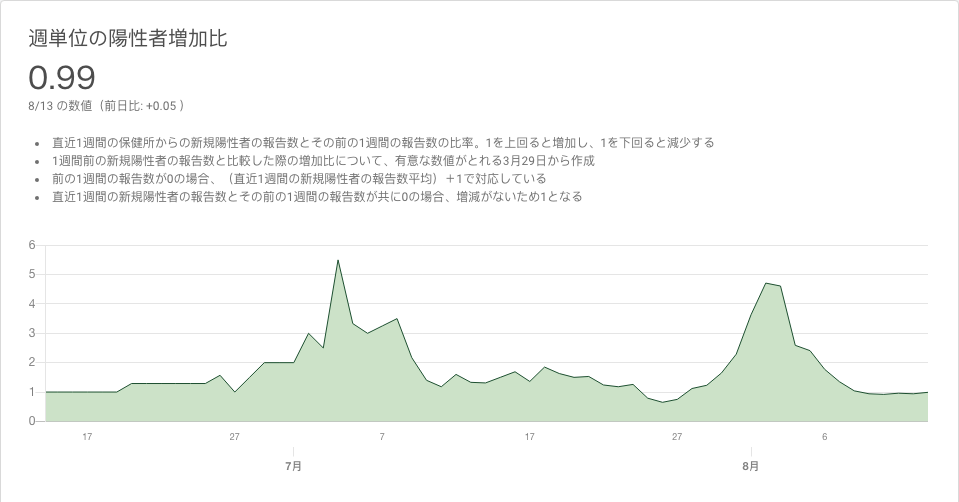 週単位の陽性者増加比
0.99
8/13 の数値（前日比: +0.05 ）
• 直近1週間の保健所からの新規陽性者の報告数とその前の1週間の報告数の比率。1を上回ると増加し、1を下回ると減少する
• 1週間前の新規陽性者の報告数と比較した際の増加比について、有意な数値がとれる3月29日から作成
• 前の1週間の報告数が0の場合、（直近1週間の新規陽性者の報告数平均）＋1で対応している
• 直近1週間の新規陽性者の報告数とその前の1週間の報告数が共に0の場合、増減がないため1となる
6
5
4
3
2
1
0
17 27 7 17 27 6
7月 8月